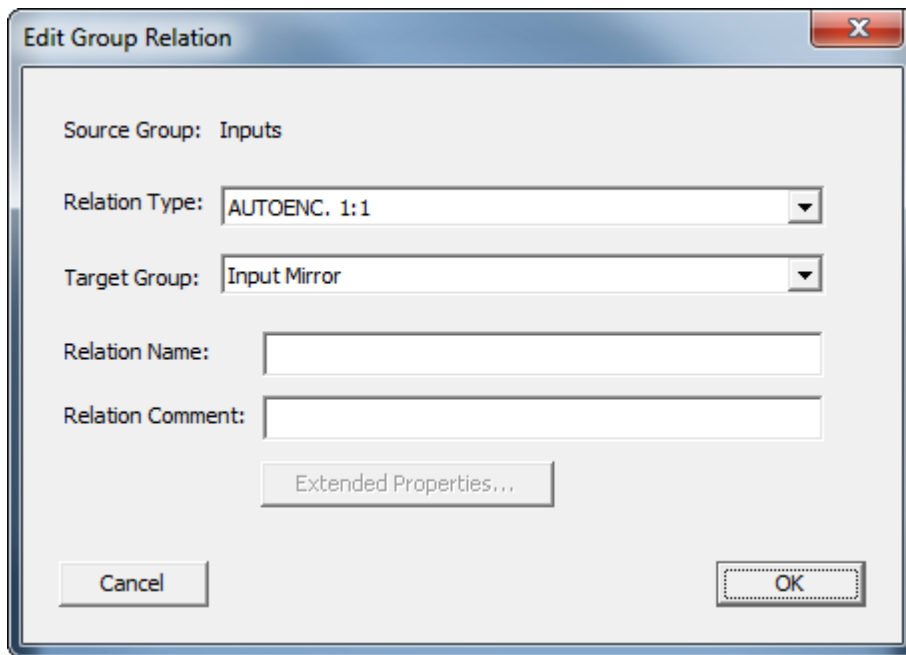 Edit Group Relation
Source Group: Inputs
Relation Type: AUTOENC. 1:1
Target Group: Input Mirror
Relation Name:
Relation Comment:
Extended Properties...
Cancel OK